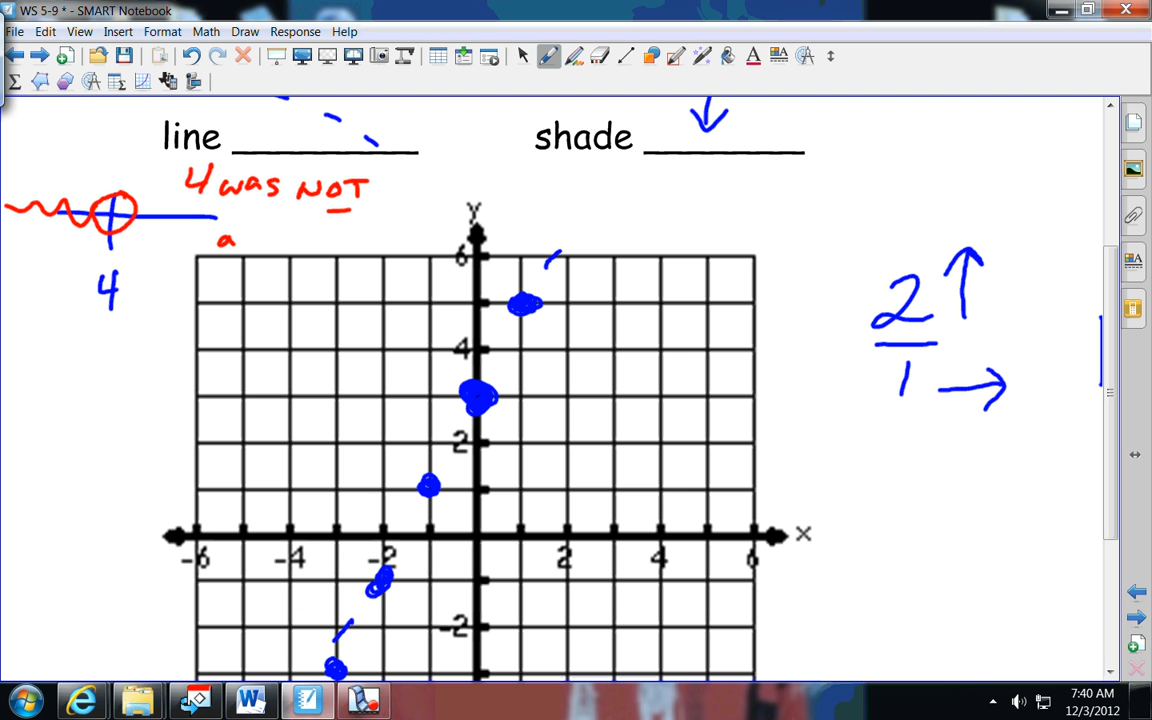 WS 5-9 * - SMART Notebook
File Edit View Insert Format Math Draw Response Help
line _________ shade ________
4 was NOT
a
4
y
6
4
2
-6 -4 -2 2 4 6
x
-2
2
1
7:40 AM
12/3/2012